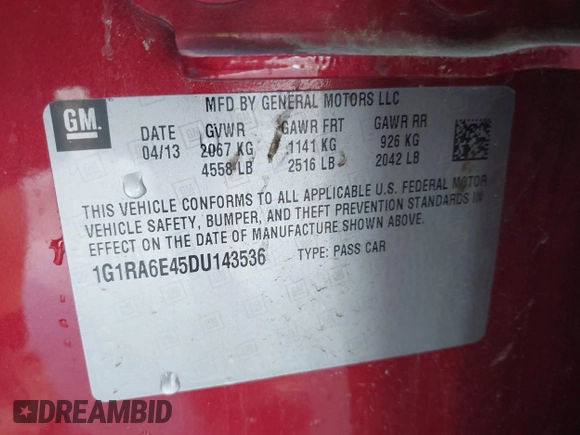 GM
MFD BY GENERAL MOTORS LLC
DATE GVWR GAWR FRT GAWR RR
04/13 2067 KG 1141 KG 926 KG
4558 LB 2516 LB 2042 LB
THIS VEHICLE CONFORMS TO ALL APPLICABLE U.S. FEDERAL MOTOR
VEHICLE SAFETY, BUMPER, AND THEFT PREVENTION STANDARDS IN
EFFECT ON THE DATE OF MANUFACTURE SHOWN ABOVE.
1G1RA6E45DU143536 TYPE: PASS CAR
DREAMBID